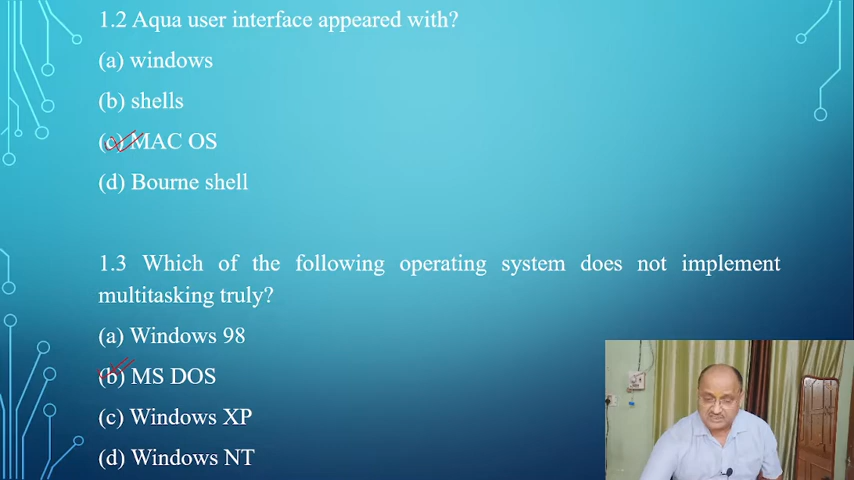 1.2 Aqua user interface appeared with?
(a) windows
(b) shells
(c) MAC OS
(d) Bourne shell
1.3 Which of the following operating system does not implement
multitasking truly?
(a) Windows 98
(b) MS DOS
(c) Windows XP
(d) Windows NT